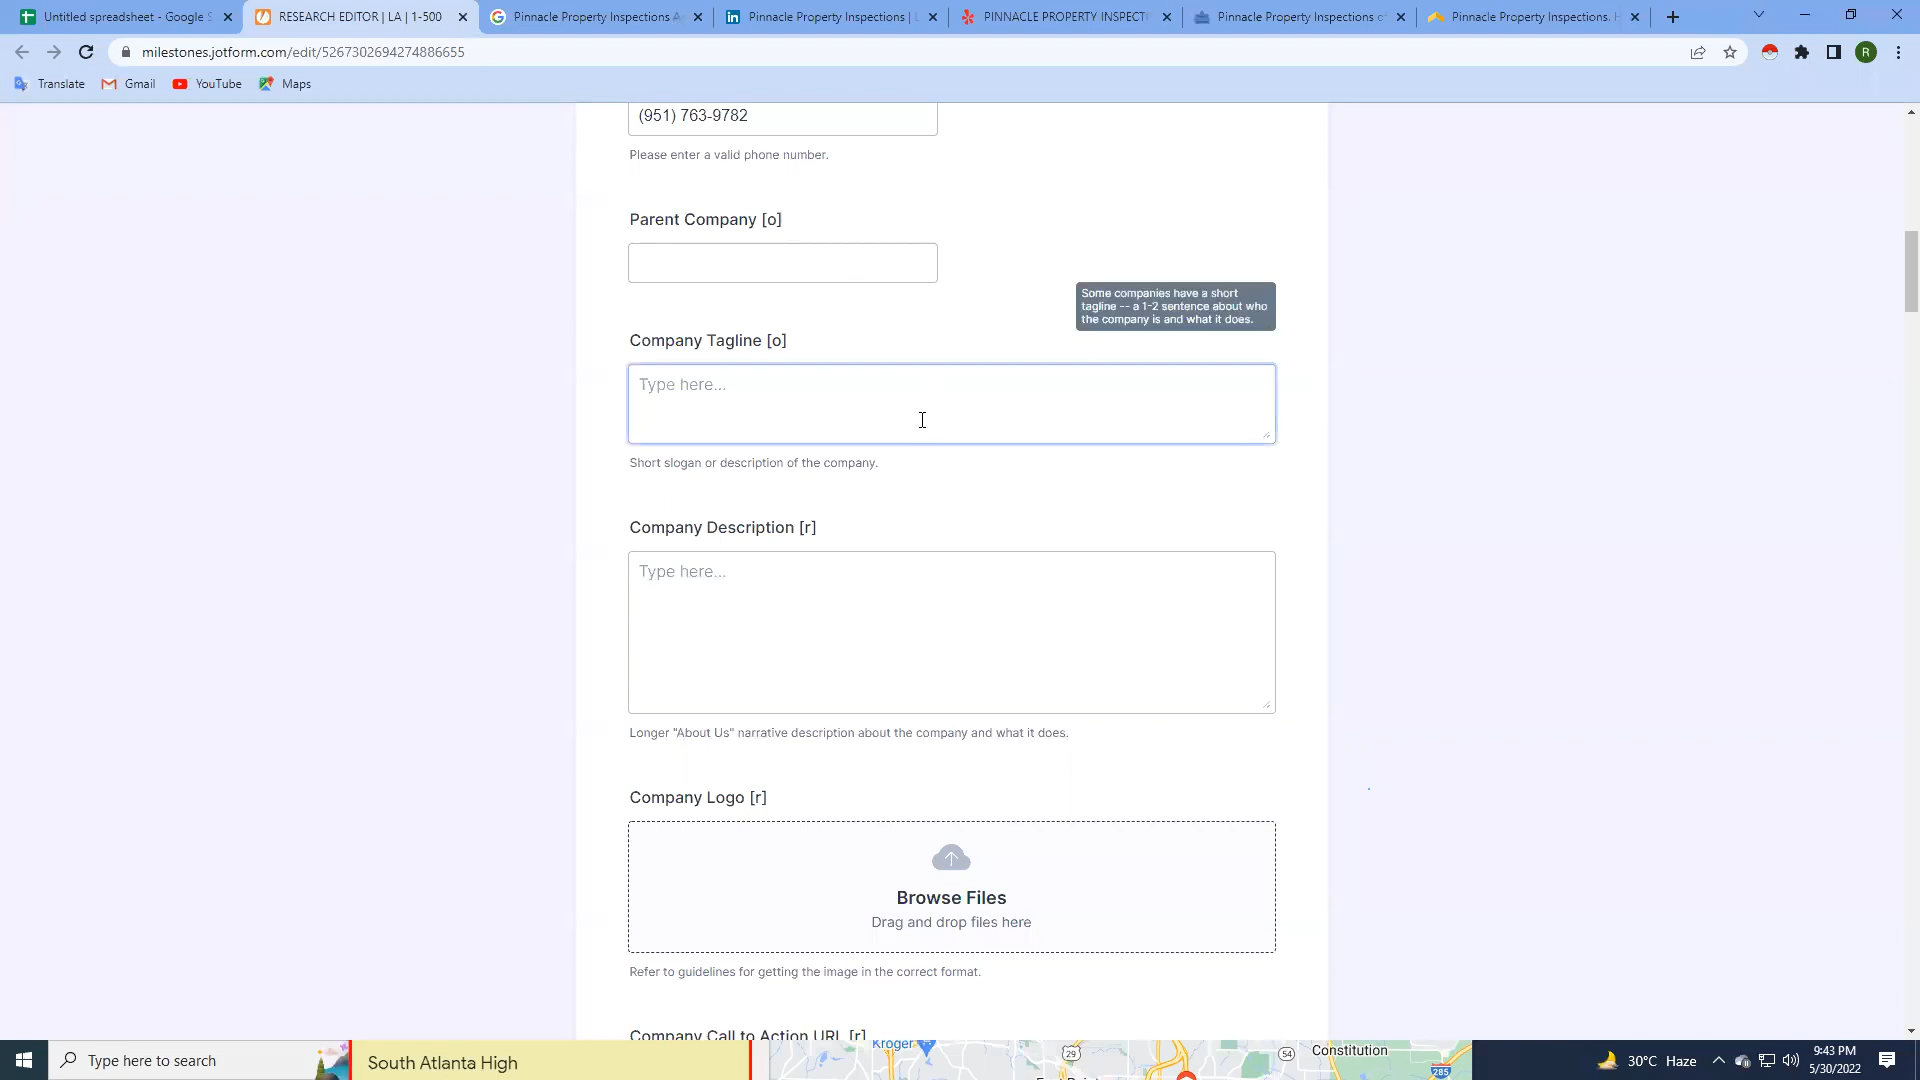 Untitled spreadsheet - Google S
RESEARCH EDITOR | LA | 1-500
Pinnacle Property Inspections A
Pinnacle Property Inspections | L
PINNACLE PROPERTY INSPECTI
Pinnacle Property Inspections o
Pinnacle Property Inspections. H
milestones.jotform.com/edit/5267302694274886655
R
Translate
Gmail
YouTube
Maps
(951) 763-9782
Please enter a valid phone number.
Parent Company [o]
Some companies have a short
tagline -- a 1-2 sentence about who
the company is and what it does.
Company Tagline [o]
Type here...
Short slogan or description of the company.
Company Description [r]
Type here...
Longer "About Us" narrative description about the company and what it does.
Company Logo [r]
Browse Files
Drag and drop files here
Refer to guidelines for getting the image in the correct format.
Company Call to Action URL [r]
Type here to search
South Atlanta High
Kroger
29
54
Constitution
285
30°C Haze
9:43 PM
5/30/2022